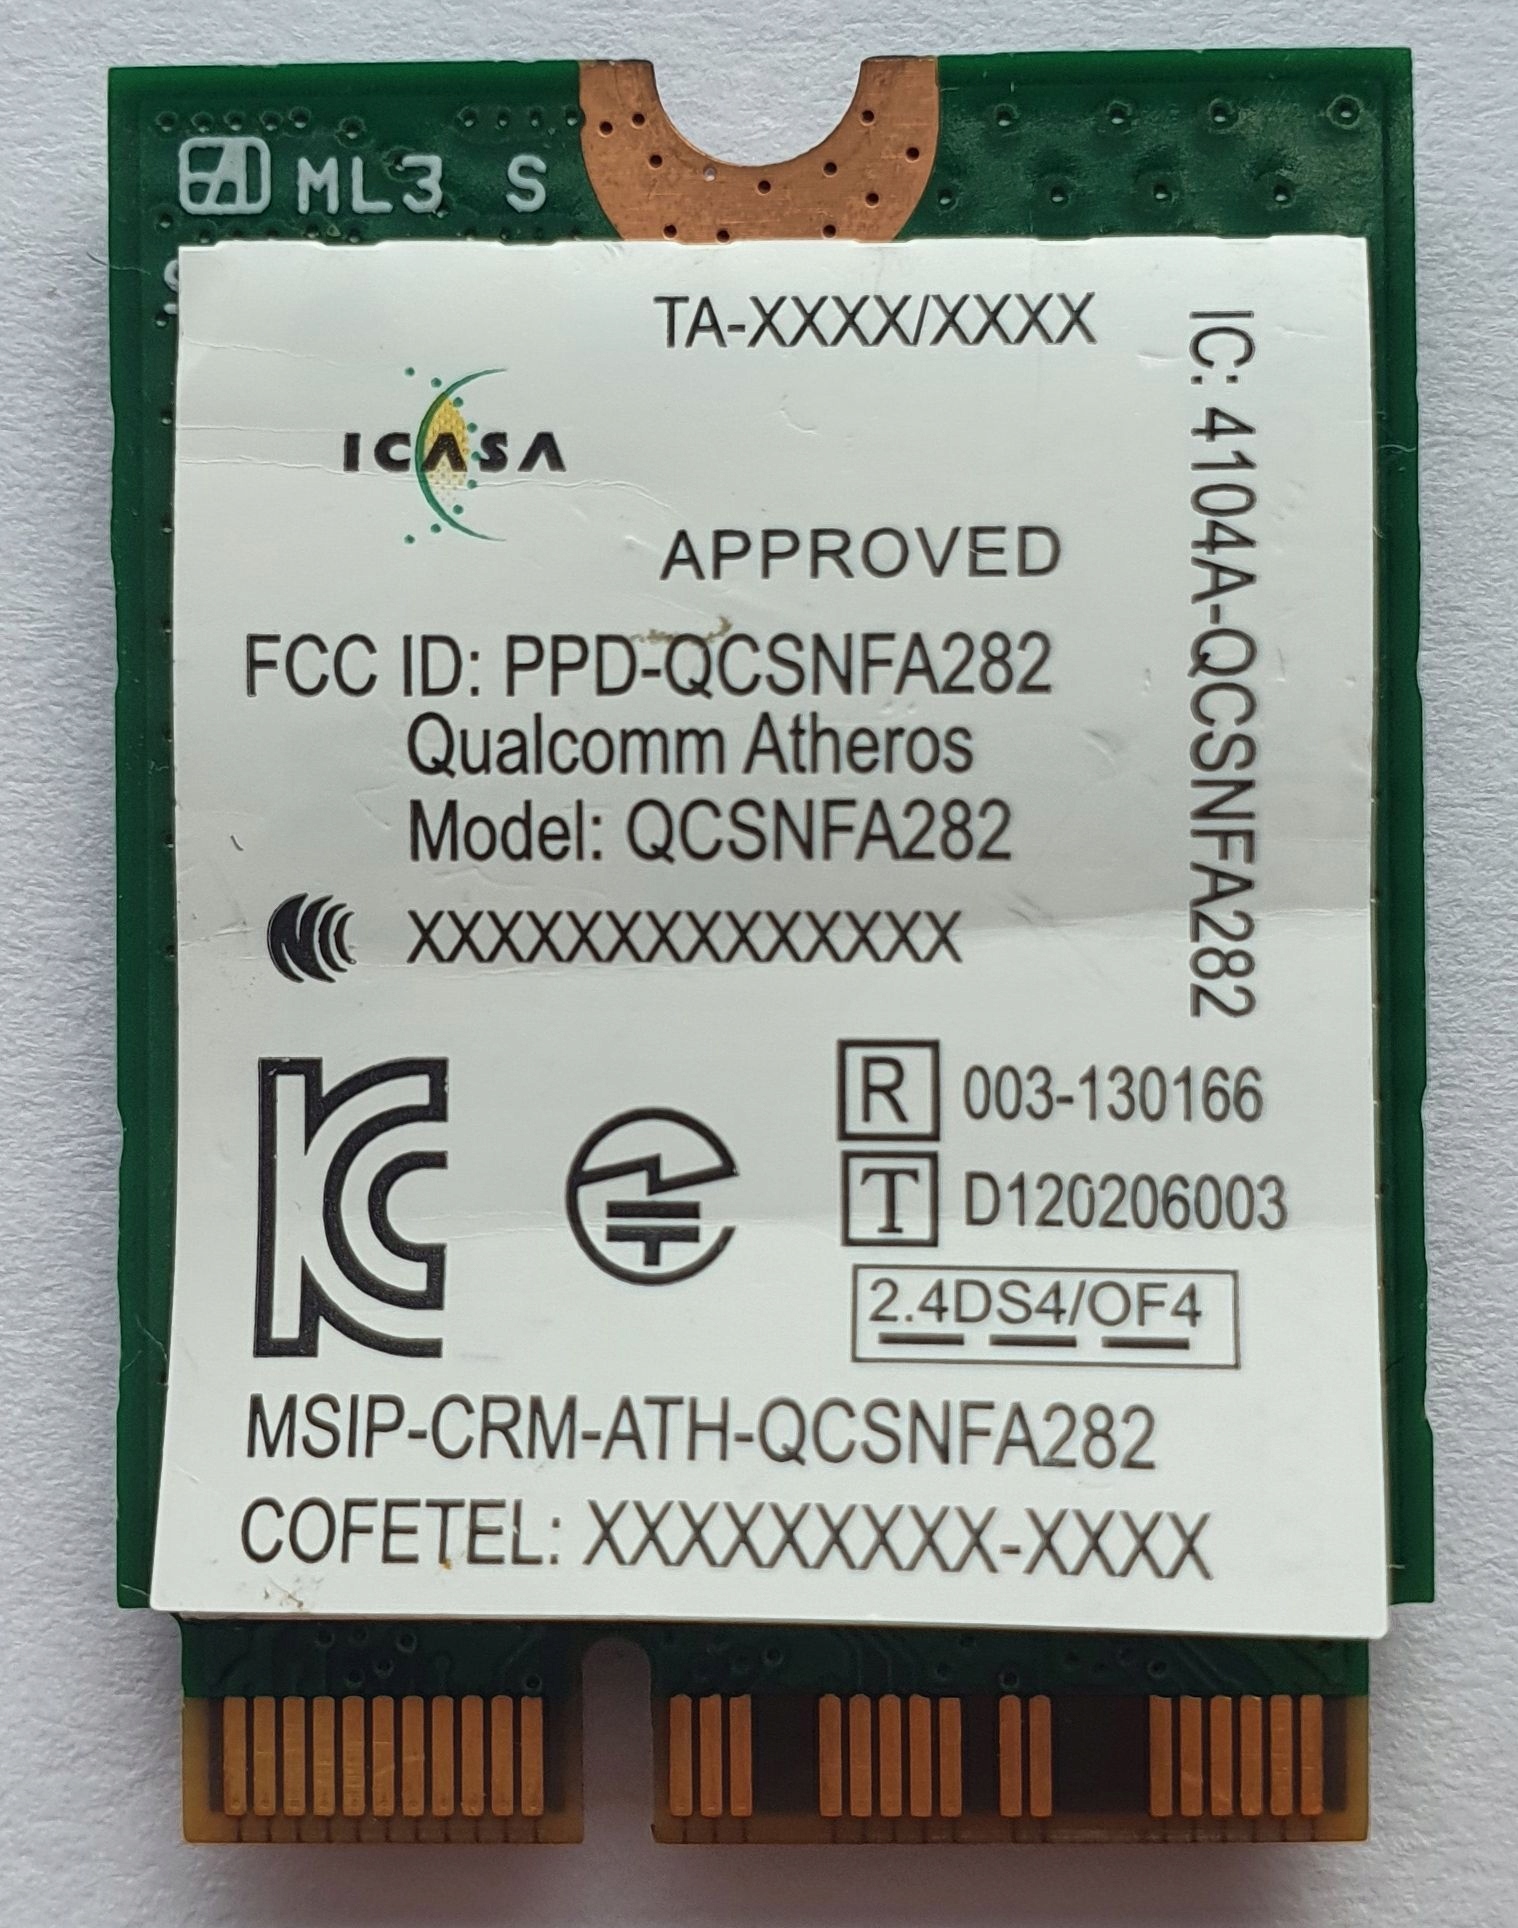 ML3 S
TA-XXXX/XXXX
ICASA
APPROVED
FCC ID: PPD-QCSNFA282
Qualcomm Atheros
Model: QCSNFA282
XXXXXXXXXXXXXXX
IC: 4104A-QCSNFA282
R 003-130166
T D120206003
2.4DS4/OF4
MSIP-CRM-ATH-QCSNFA282
COFETEL: XXXXXXXXX-XXXX